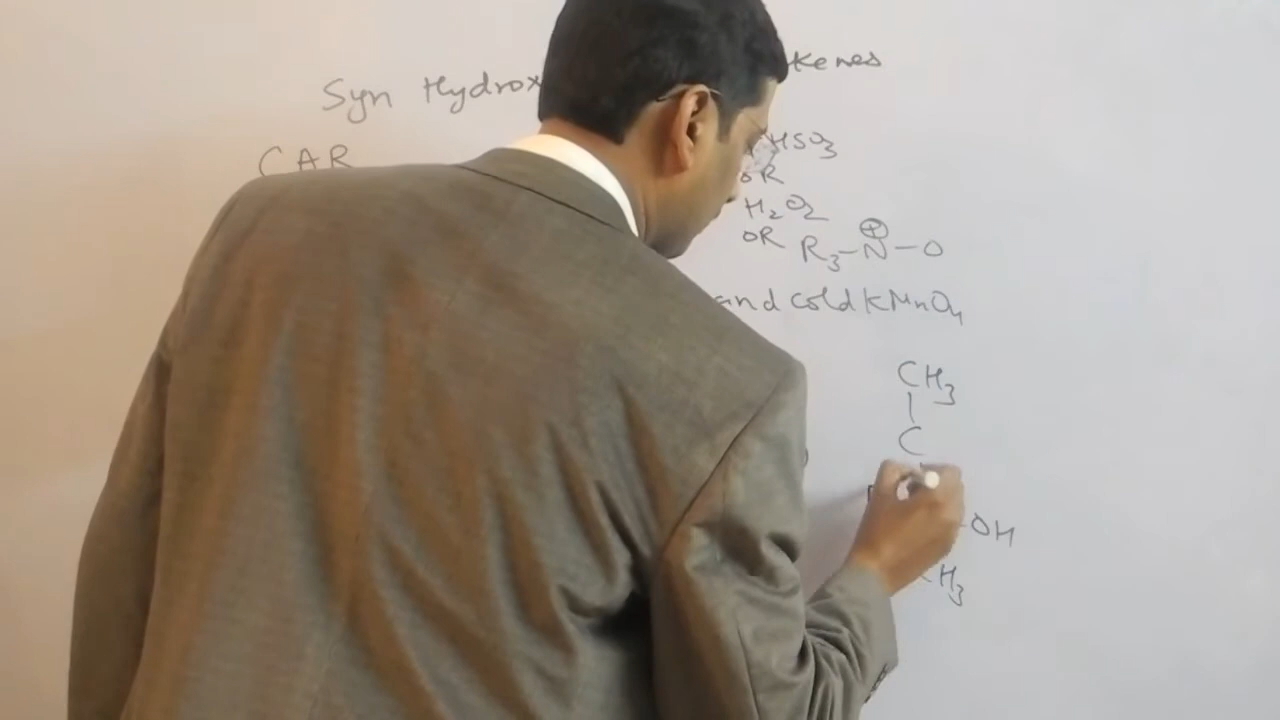 Syn Hydrox kenes
CAR
HSO3
oR
H2O2
oR R3-N⊕-O
and cold KMnO4
CH3
C
OH
H3